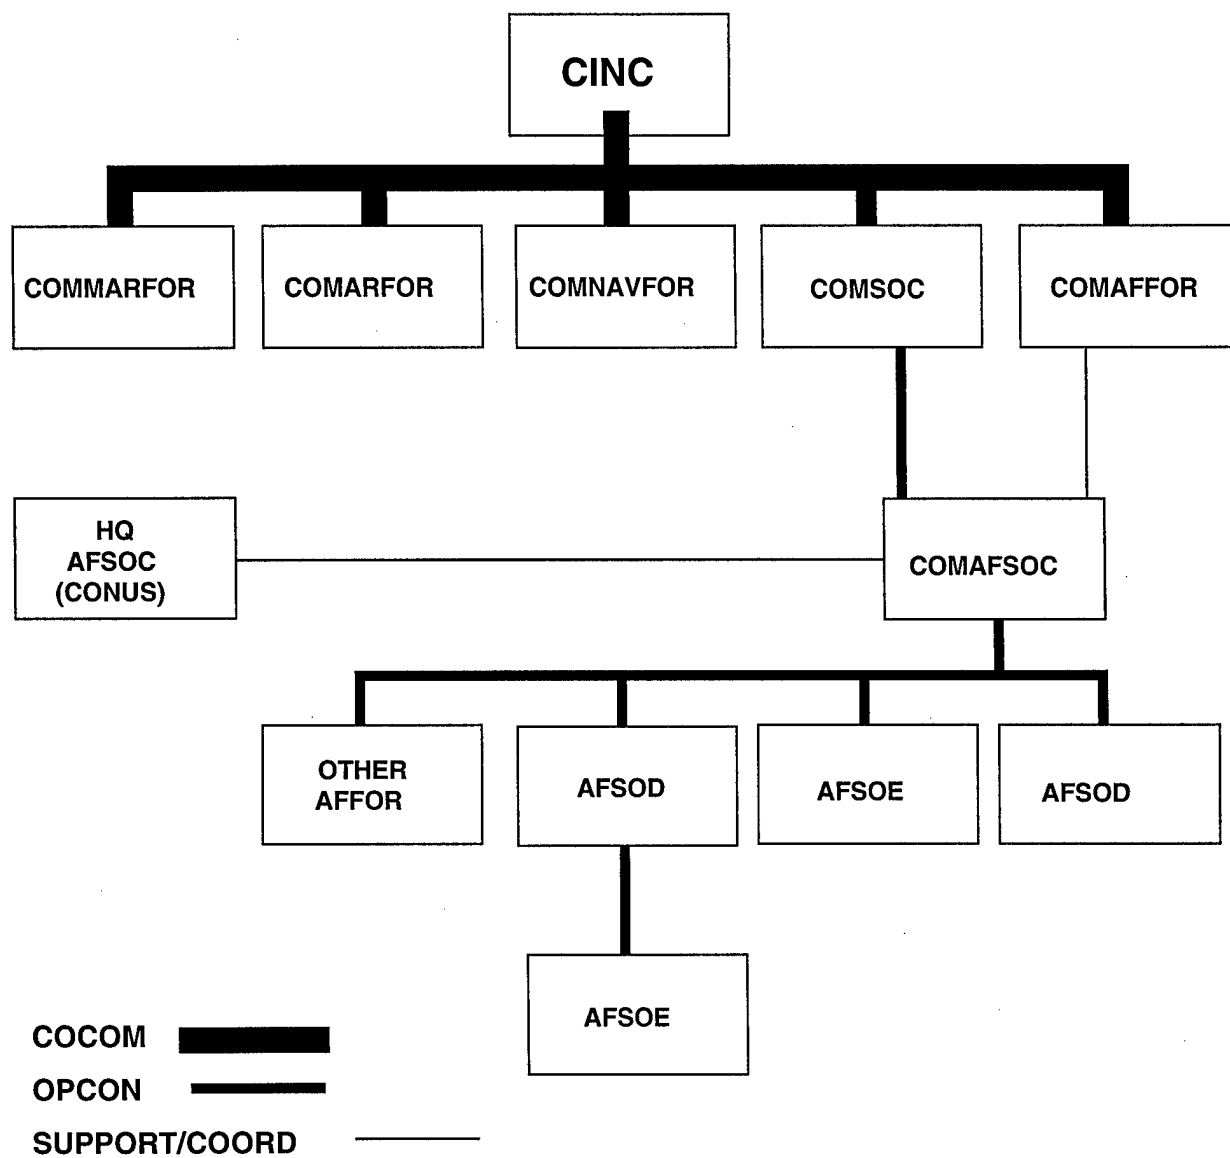 CINC
COMMARFOR
COMARFOR
COMNAVFOR
COMSOC
COMAFFOR
HQ
AFSOC
(CONUS)
COMAFSOC
OTHER
AFFOR
AFSOD
AFSOE
AFSOD
AFSOE
COCOM
OPCON
SUPPORT/COORD